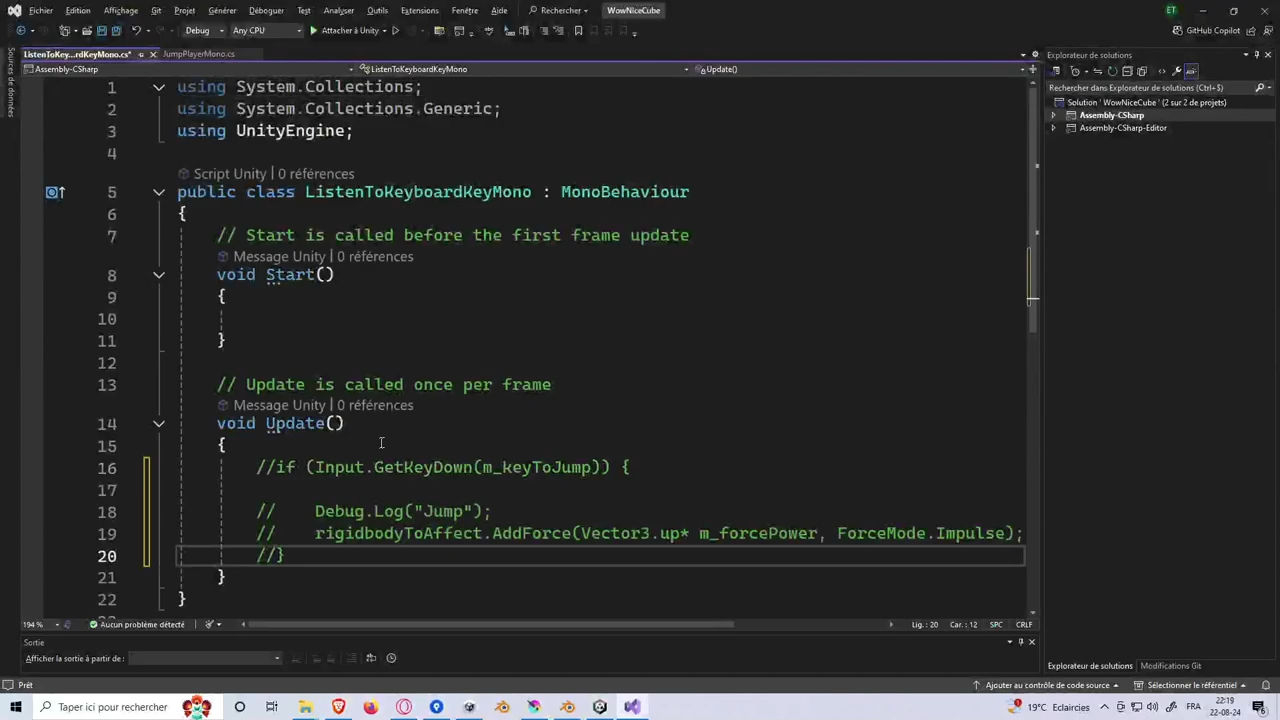 Fichier Edition Affichage Git Projet Générer Déboguer Test Analyser Outils Extensions Fenêtre Aide Rechercher WowNiceCube ET
Debug Any CPU Attacher à Unity GitHub Copilot
ListenToKey...rdKeyMono.cs* JumpPlayerMono.cs Explorateur de solutions
Assembly-CSharp ListenToKeyboardKeyMono Update()
Sources de données
Rechercher dans Explorateur de solutions (Ctrl+$)
Solution ' WowNiceCube ' (2 sur 2 de projets)
Assembly-CSharp
Assembly-CSharp-Editor
1 using System.Collections;
2 using System.Collections.Generic;
3 using UnityEngine;
4
Script Unity | 0 références
5 public class ListenToKeyboardKeyMono : MonoBehaviour
6 {
7 // Start is called before the first frame update
Message Unity | 0 références
8 void Start()
9 {
10
11 }
12
13 // Update is called once per frame
Message Unity | 0 références
14 void Update()
15 {
16 //if (Input.GetKeyDown(m_keyToJump)) {
17
18 // Debug.Log("Jump");
19 // rigidbodyToAffect.AddForce(Vector3.up* m_forcePower, ForceMode.Impulse);
20 //}
21 }
22 }
194 % Aucun problème détecté Lig. : 20 Car. : 12 SPC CRLF
Sortie
Afficher la sortie à partir de :
Explorateur de solutions Modifications Git
Prêt Ajouter au contrôle de code source Sélectionner le référentiel
Taper ici pour rechercher 19°C Eclaircies FRA 22:19
22-08-24